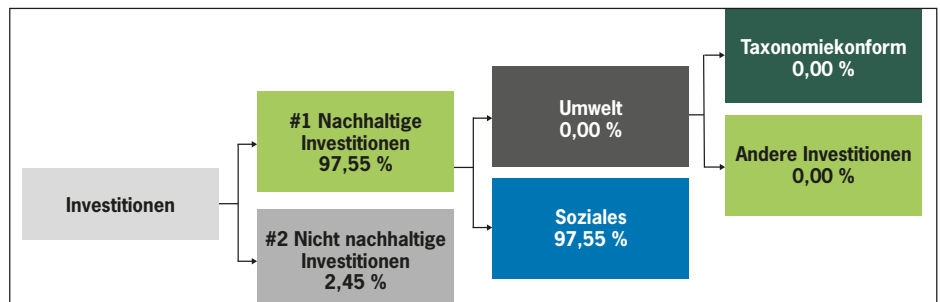 Investitionen
#1 Nachhaltige
Investitionen
97,55 %
#2 Nicht nachhaltige
Investitionen
2,45 %
Umwelt
0,00 %
Soziales
97,55 %
Taxonomiekonform
0,00 %
Andere Investitionen
0,00 %